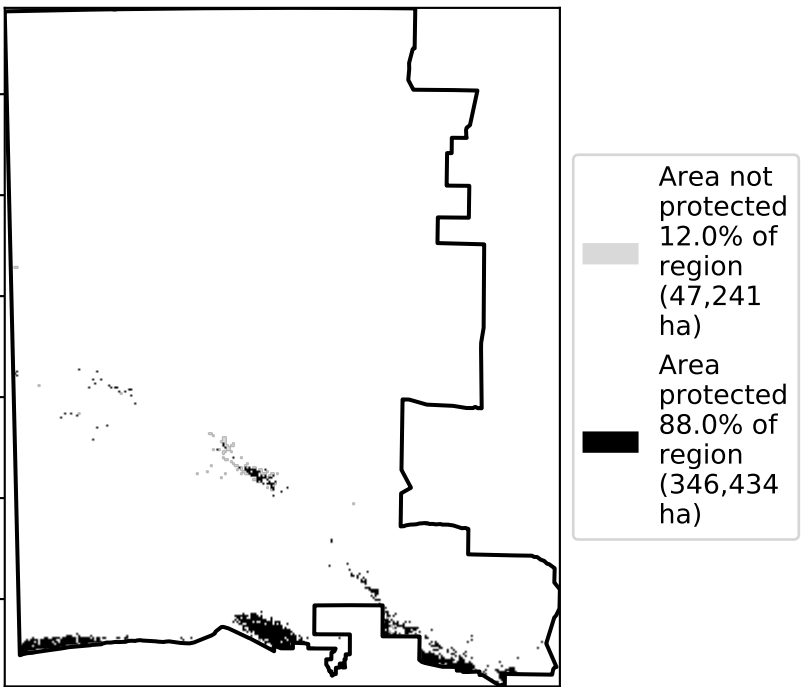 Area not
protected
12.0% of
region
(47,241
ha)
Area
protected
88.0% of
region
(346,434
ha)